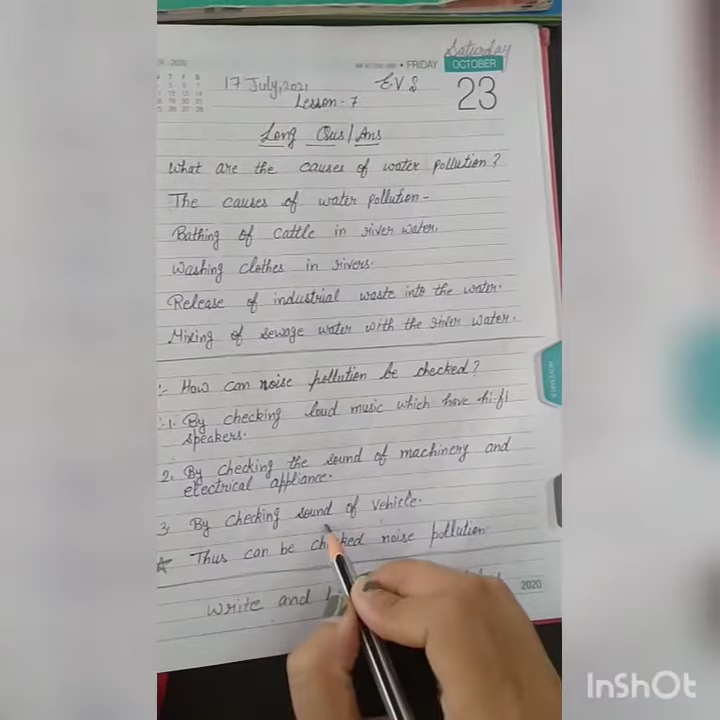 Saturday
- 2020 FRIDAY OCTOBER
17 July, 2021 E.V.S 23
Lesson - 7
Long Qus/Ans
What are the causes of water pollution?
The causes of water pollution -
Bathing of cattle in river water.
Washing clothes in rivers.
Release of industrial waste into the water.
Mixing of sewage water with the river water.
:- How can noise pollution be checked?
:-1. By checking loud music which have hi-fi
speakers.
2. By checking the sound of machinery and
electrical appliance.
3. By checking sound of vehicle.
Thus can be checked noise pollution.
Write and
2020
NOVEMBER
InShOt